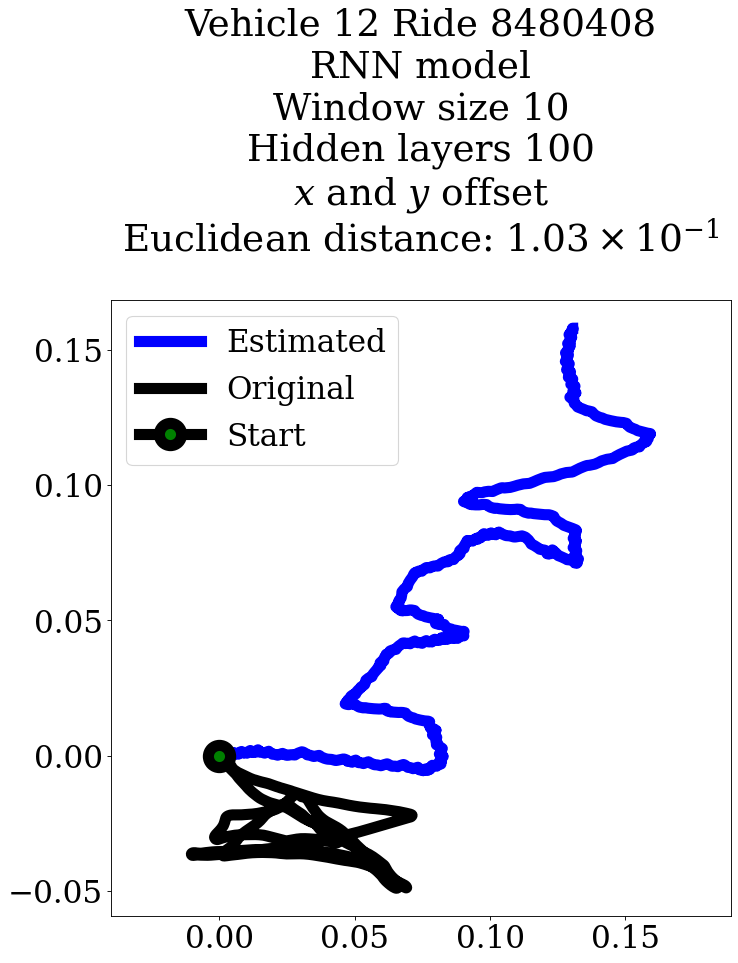 Vehicle 12 Ride 8480408
RNN model
Window size 10
Hidden layers 100
x and y offset
Euclidean distance: 1.03 × 10⁻¹
Estimated
Original
Start
0.15
0.10
0.05
0.00
−0.05
0.00 0.05 0.10 0.15